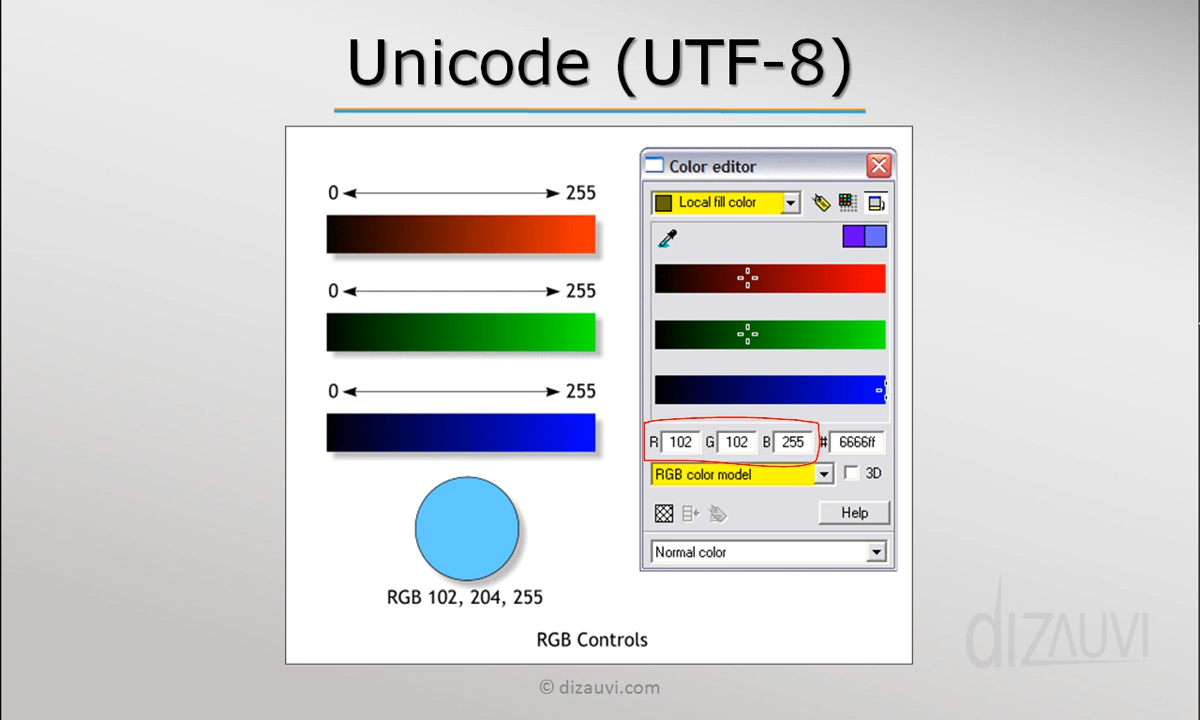 Unicode (UTF-8)
0 255
0 255
0 255
RGB 102, 204, 255
Color editor
Local fill color
R 102 G 102 B 255 # 6666ff
RGB color model 3D
Help
Normal color
RGB Controls
dizauvi
© dizauvi.com